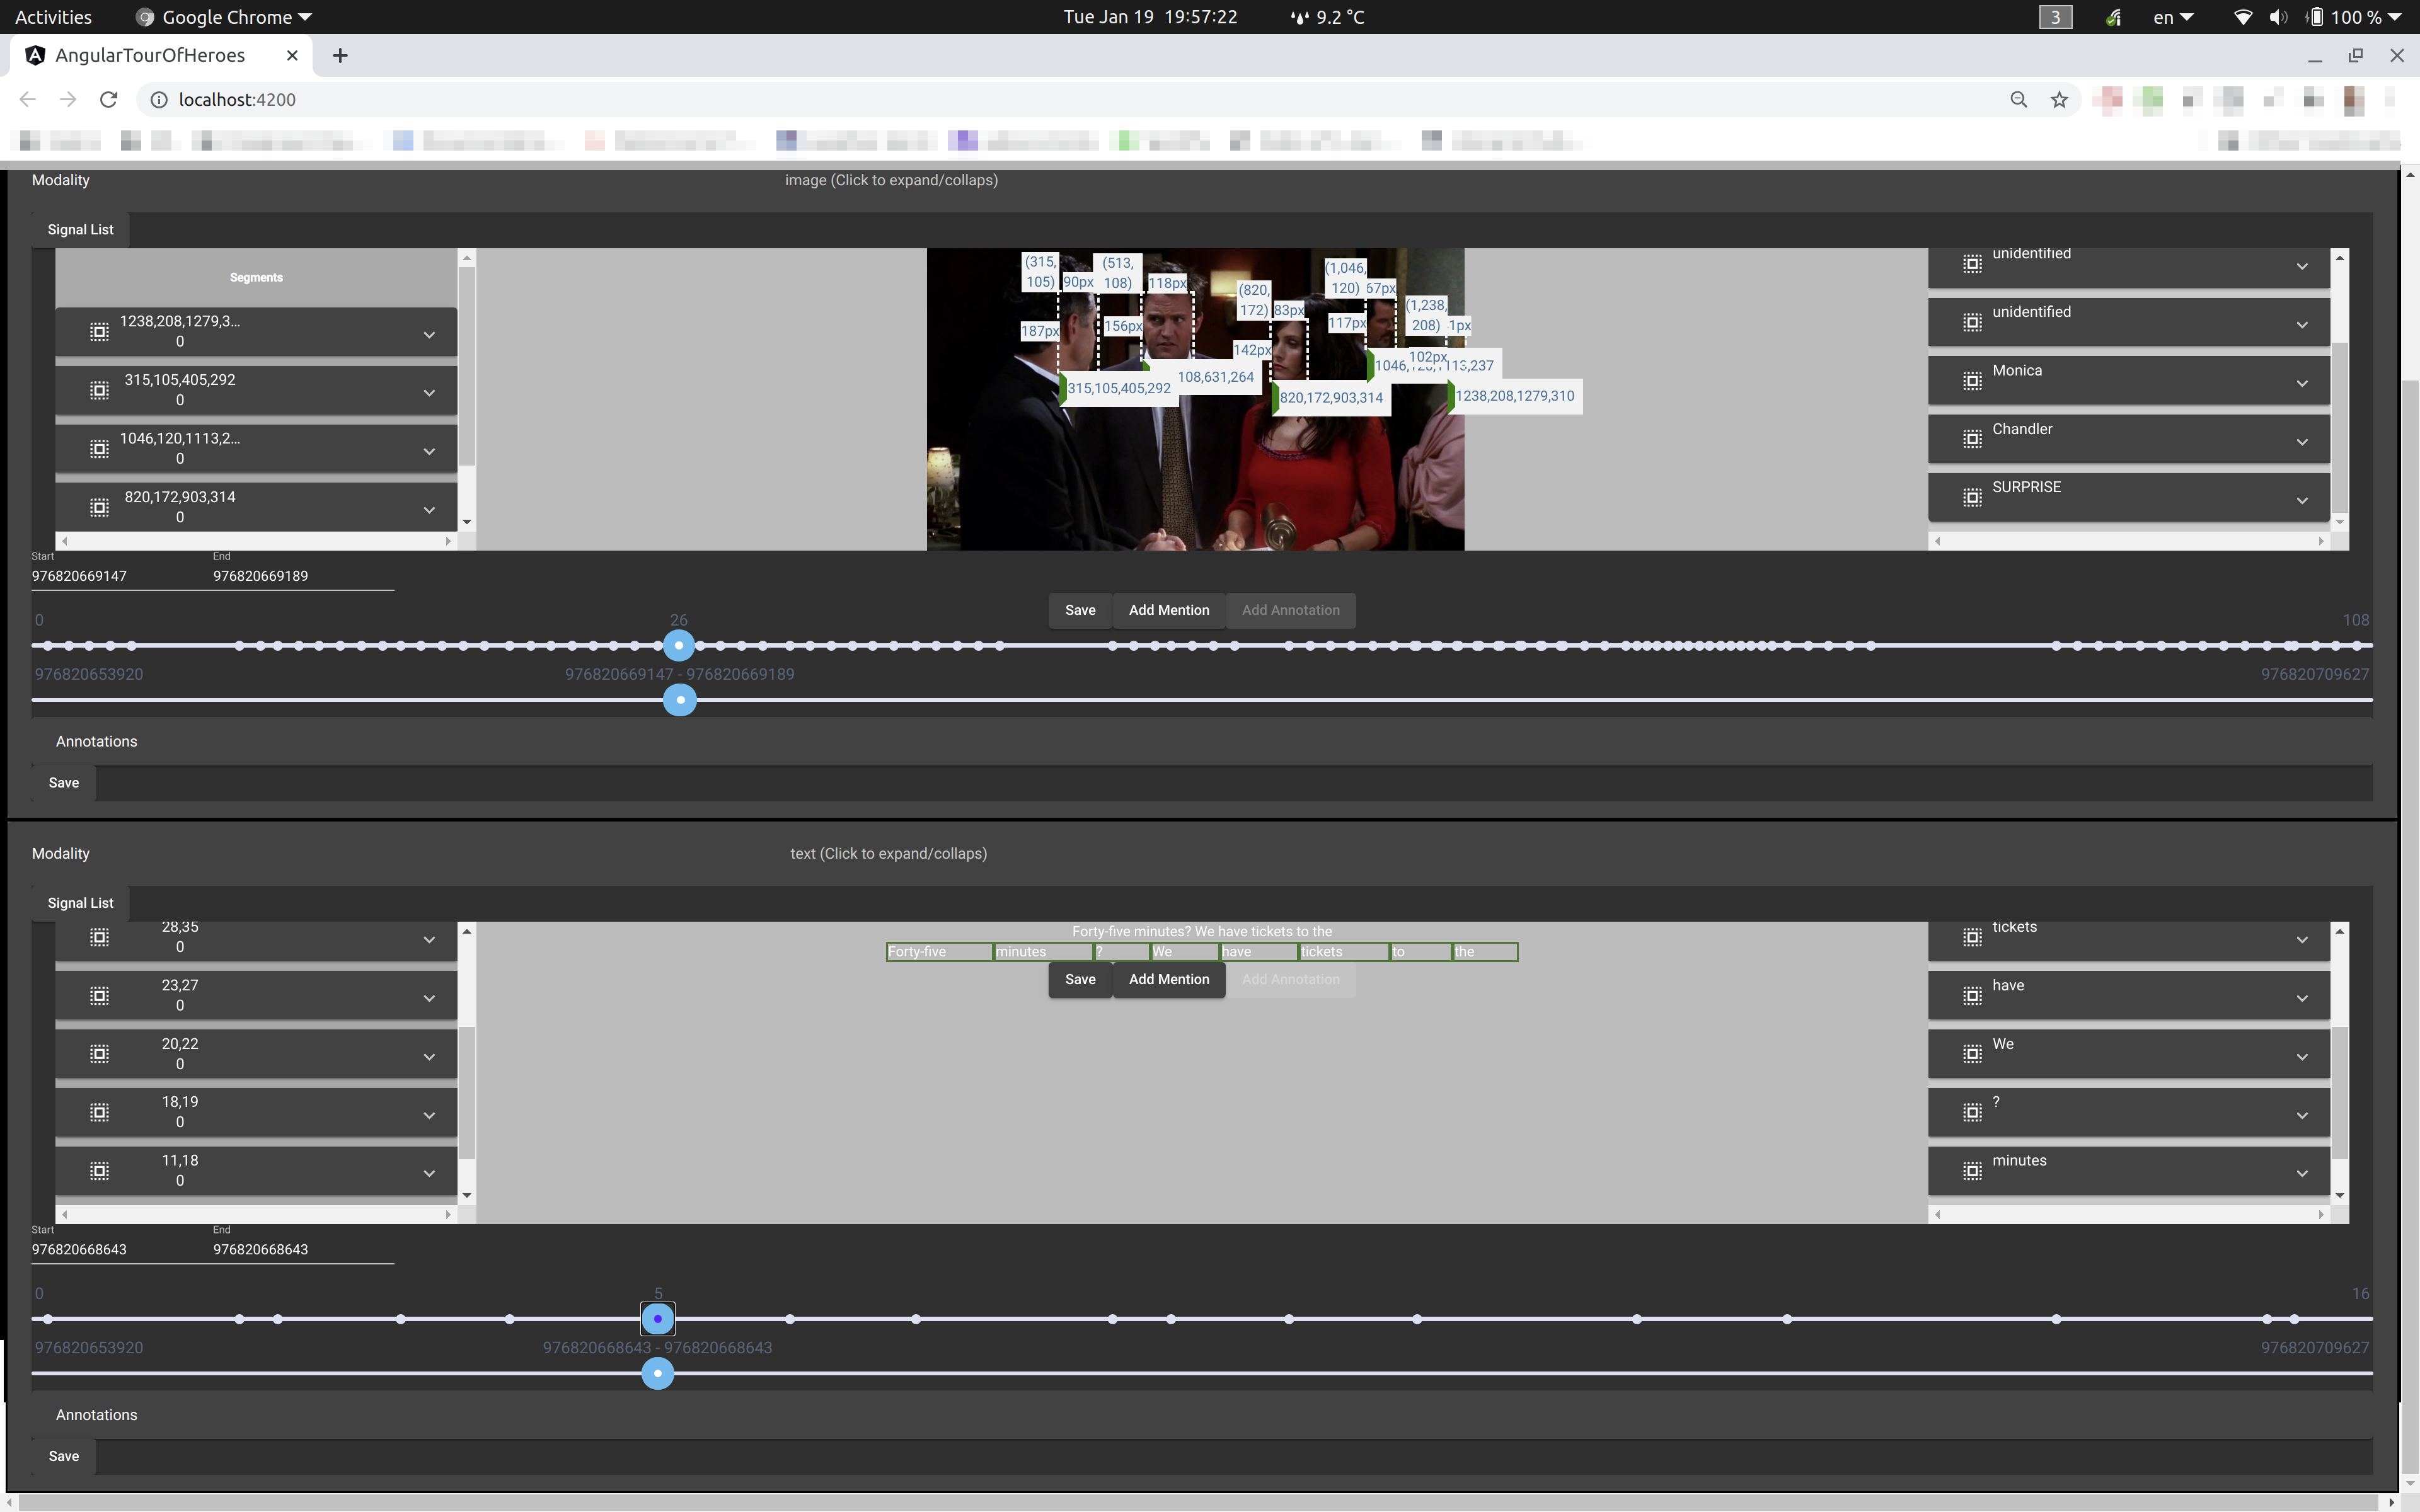 Activities
Google Chrome
Tue Jan 19 19:57:22
9.2 °C
3
en
100 %
AngularTourOfHeroes
localhost:4200
Modality
image (Click to expand/collaps)
Signal List
Segments
1238,208,1279,3...
0
315,105,405,292
0
1046,120,1113,2...
0
820,172,903,314
0
(315, 105)
90px
187px
(513, 108)
118px
156px
(820, 172)
83px
142px
(1,046, 120)
67px
117px
(1,238, 208)
1px
102px
315,105,405,292
108,631,264
820,172,903,314
1238,208,1279,310
unidentified
unidentified
Monica
Chandler
SURPRISE
Start
End
976820669147
976820669189
Save
Add Mention
Add Annotation
0
26
108
976820653920
976820669147 - 976820669189
976820709627
Annotations
Save
Modality
text (Click to expand/collaps)
Signal List
28,35
0
23,27
0
20,22
0
18,19
0
11,18
0
Forty-five minutes? We have tickets to the
Forty-five minutes ? We have tickets to the
Save
Add Mention
Add Annotation
tickets
have
We
?
minutes
Start
End
976820668643
976820668643
0
5
16
976820653920
976820668643 - 976820668643
976820709627
Annotations
Save